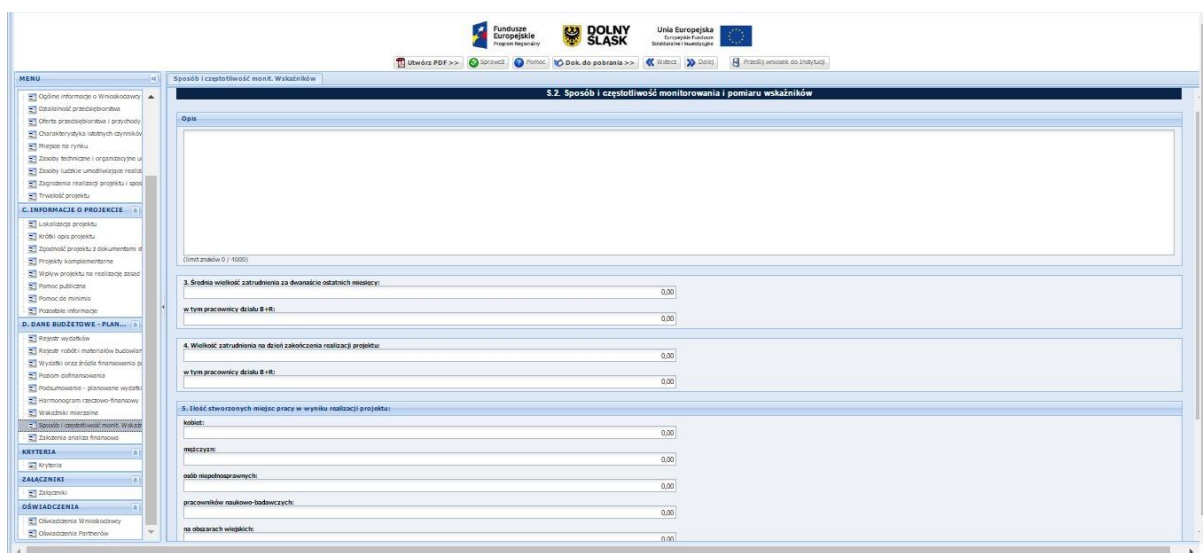 Fundusze
Europejskie
Program Regionalny
DOLNY
ŚLĄSK
Unia Europejska
Europejskie Fundusze
Strukturalne i Inwestycyjne
Utwórz PDF >> Sprawdź Pomoc Dok. do pobrania >> Wstecz Dalej Prześlij wniosek do Instytucji
MENU
Ogólne informacje o Wnioskodawcy
Działalność przedsiębiorstwa
Oferta przedsiębiorstwa i przychody
Charakterystyka istotnych czynników
Miejsce na rynku
Zasoby techniczne i organizacyjne u
Zasoby ludzkie umożliwiające realiz
Zagrożenia realizacji projektu i spos
Trwałość projektu
C. INFORMACJE O PROJEKCIE
Lokalizacja projektu
Krótki opis projektu
Zgodność projektu z dokumentami s
Projekty komplementarne
Wpływ projektu na realizację zasad
Pomoc publiczna
Pomoc de minimis
Pozostałe informacje
D. DANE BUDŻETOWE - PLAN...
Rejestr wydatków
Rejestr robót i materiałów budowlan
Wydatki oraz źródła finansowania p
Poziom dofinansowania
Podsumowanie - planowane wydatki
Harmonogram rzeczowo-finansowy
Wskaźniki mierzalne
Sposób i częstotliwość monit. Wskaźn
Założenia analiza finansowa
KRYTERIA
Kryteria
ZAŁĄCZNIKI
Załączniki
OŚWIADCZENIA
Oświadczenia Wnioskodawcy
Oświadczenia Partnerów
Sposób i częstotliwość monit. Wskaźników
S.2. Sposób i częstotliwość monitorowania i pomiaru wskaźników
Opis
(limit znaków 0 / 4000)
3. Średnia wielkość zatrudnienia za dwanaście ostatnich miesięcy:
0,00
w tym pracownicy działu B+R:
0,00
4. Wielkość zatrudnienia na dzień zakończenia realizacji projektu:
0,00
w tym pracownicy działu B+R:
0,00
5. Ilość stworzonych miejsc pracy w wyniku realizacji projektu:
kobiet:
0,00
mężczyzn:
0,00
osób niepełnosprawnych:
0,00
pracowników naukowo-badawczych:
0,00
na obszarach wiejskich:
0,00